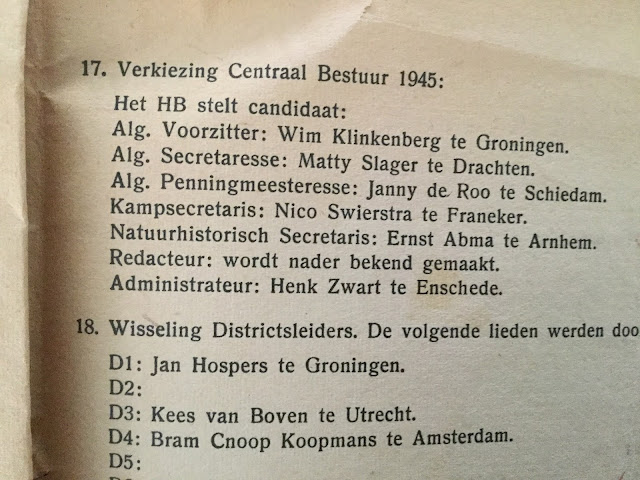 17. Verkiezing Centraal Bestuur 1945:
Het HB stelt candidaat:
Alg. Voorzitter: Wim Klinkenberg te Groningen.
Alg. Secretaresse: Matty Slager te Drachten.
Alg. Penningmeesteresse: Janny de Roo te Schiedam.
Kampsecretaris: Nico Swierstra te Franeker.
Natuurhistorisch Secretaris: Ernst Abma te Arnhem.
Redacteur: wordt nader bekend gemaakt.
Administrateur: Henk Zwart te Enschede.
18. Wisseling Districtsleiders. De volgende lieden werden doo
D1: Jan Hospers te Groningen.
D2:
D3: Kees van Boven te Utrecht.
D4: Bram Cnoop Koopmans te Amsterdam.
D5: